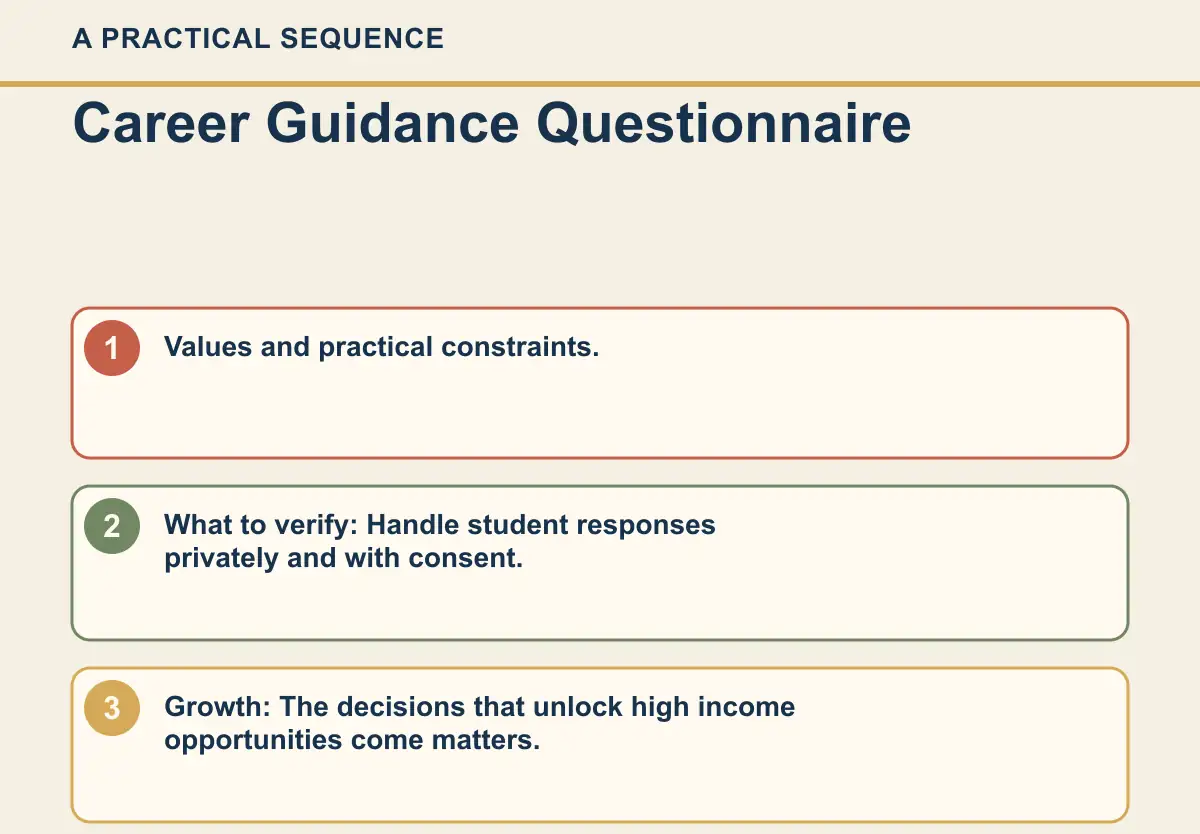 A PRACTICAL SEQUENCE
Career Guidance Questionnaire
1
Values and practical constraints.
2
What to verify: Handle student responses
privately and with consent.
3
Growth: The decisions that unlock high income
opportunities come matters.